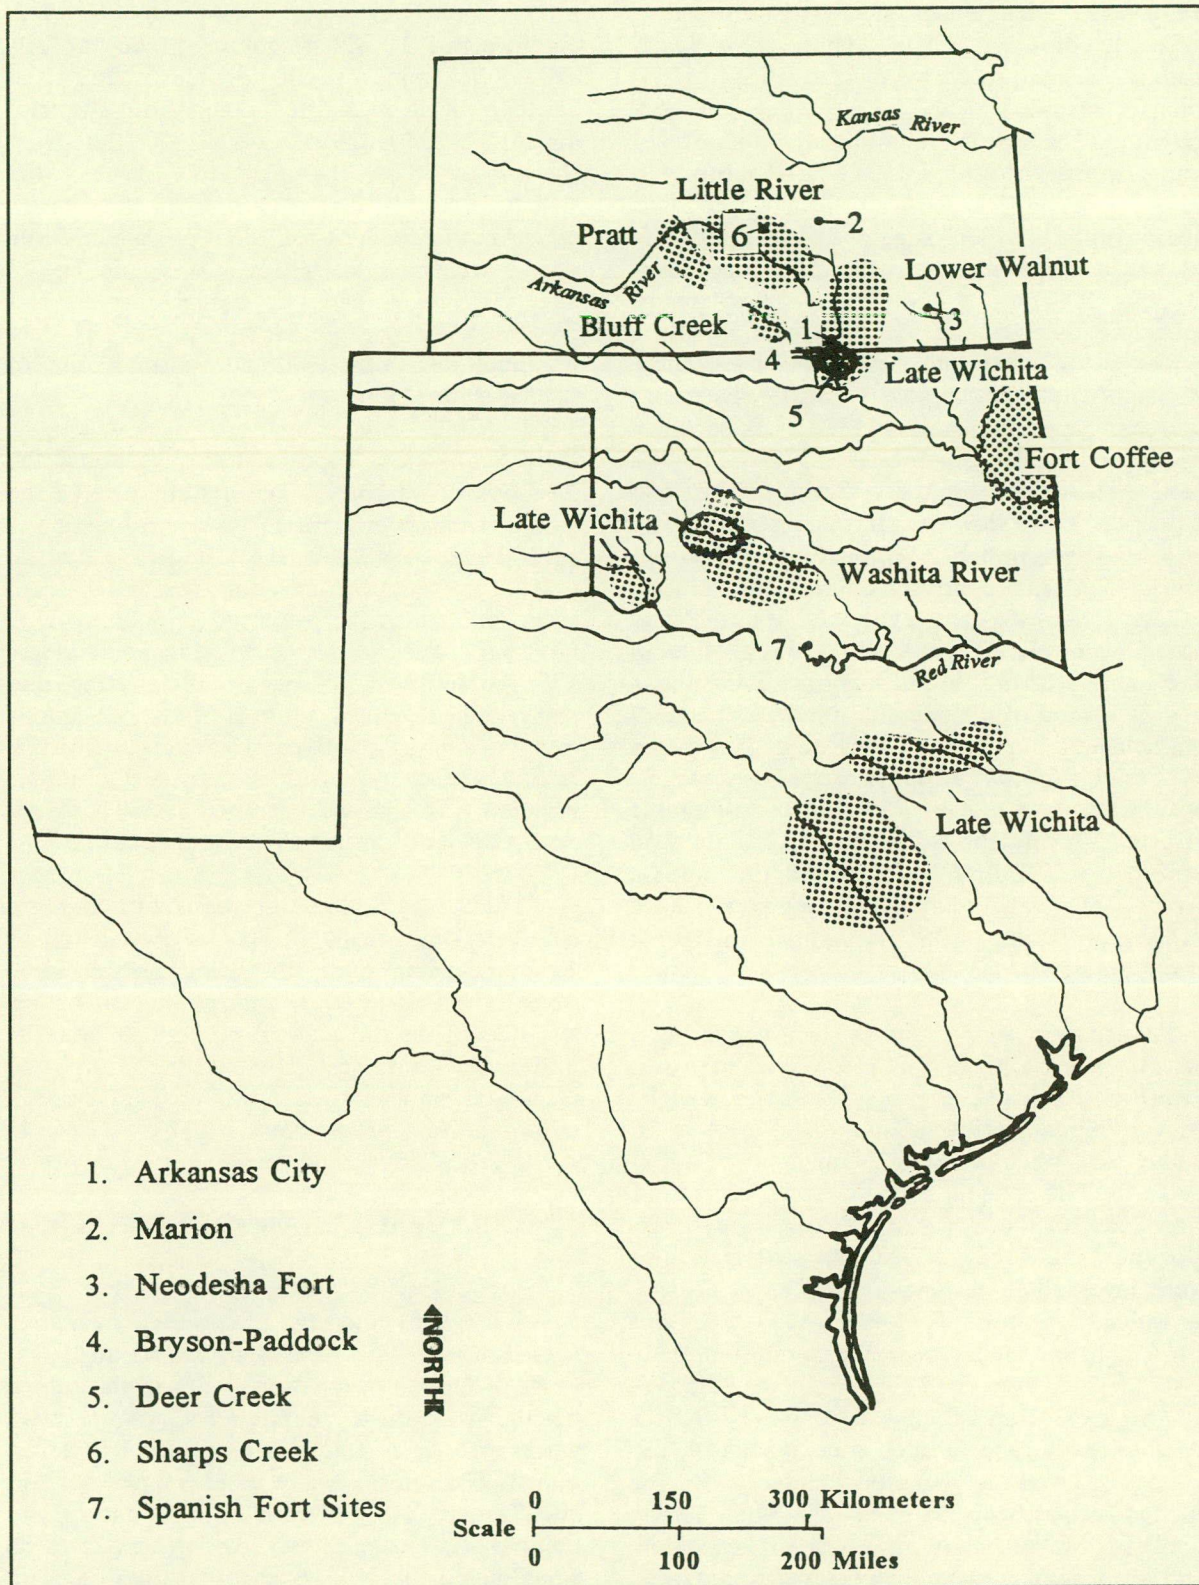 Kansas River
Little River
2
Pratt
6
Lower Walnut
Arkansas River
3
Bluff Creek
1
4
Late Wichita
5
Fort Coffee
Late Wichita
Washita River
7
Red River
Late Wichita
1. Arkansas City
2. Marion
3. Neodesha Fort
4. Bryson-Paddock
5. Deer Creek
6. Sharps Creek
7. Spanish Fort Sites
NORTH
0 150 300 Kilometers
Scale
0 100 200 Miles